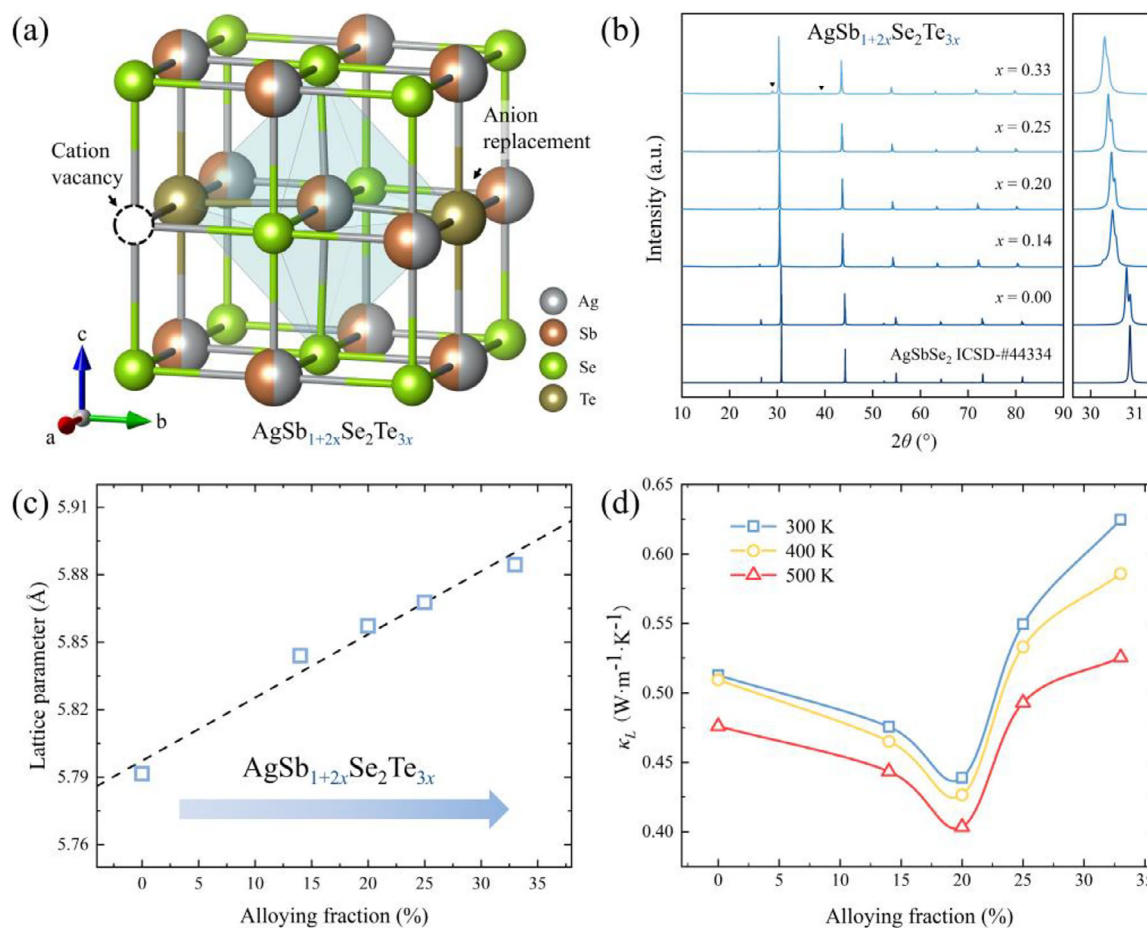 (a)
Cation
vacancy
Anion
replacement
Ag
Sb
Se
Te
c
a
b
AgSb₁₊₂ₓSe₂Te₃ₓ
(b)
AgSb₁₊₂ₓSe₂Te₃ₓ
x = 0.33
x = 0.25
x = 0.20
x = 0.14
x = 0.00
AgSbSe₂ ICSD-#44334
Intensity (a.u.)
10 20 30 40 50 60 70 80 90
30 31
2θ (°)
(c)
5.91
5.88
5.85
5.82
5.79
5.76
Lattice parameter (Å)
AgSb₁₊₂ₓSe₂Te₃ₓ
0 5 10 15 20 25 30 35
Alloying fraction (%)
(d)
0.65
0.60
0.55
0.50
0.45
0.40
κ_L (W·m⁻¹·K⁻¹)
300 K
400 K
500 K
0 5 10 15 20 25 30 35
Alloying fraction (%)